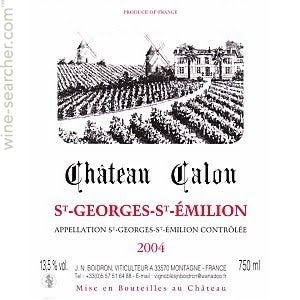 PRODUCE OF FRANCE
Château Calon
ST-GEORGES-ST-ÉMILION
APPELLATION ST-GEORGES-ST-ÉMILION CONTRÔLÉE
2004
13,5 % vol. J. N. BOIDRON, VITICULTEUR A 33570 MONTAGNE - FRANCE 750 ml
Mise en Bouteilles au Château
wine-searcher.com